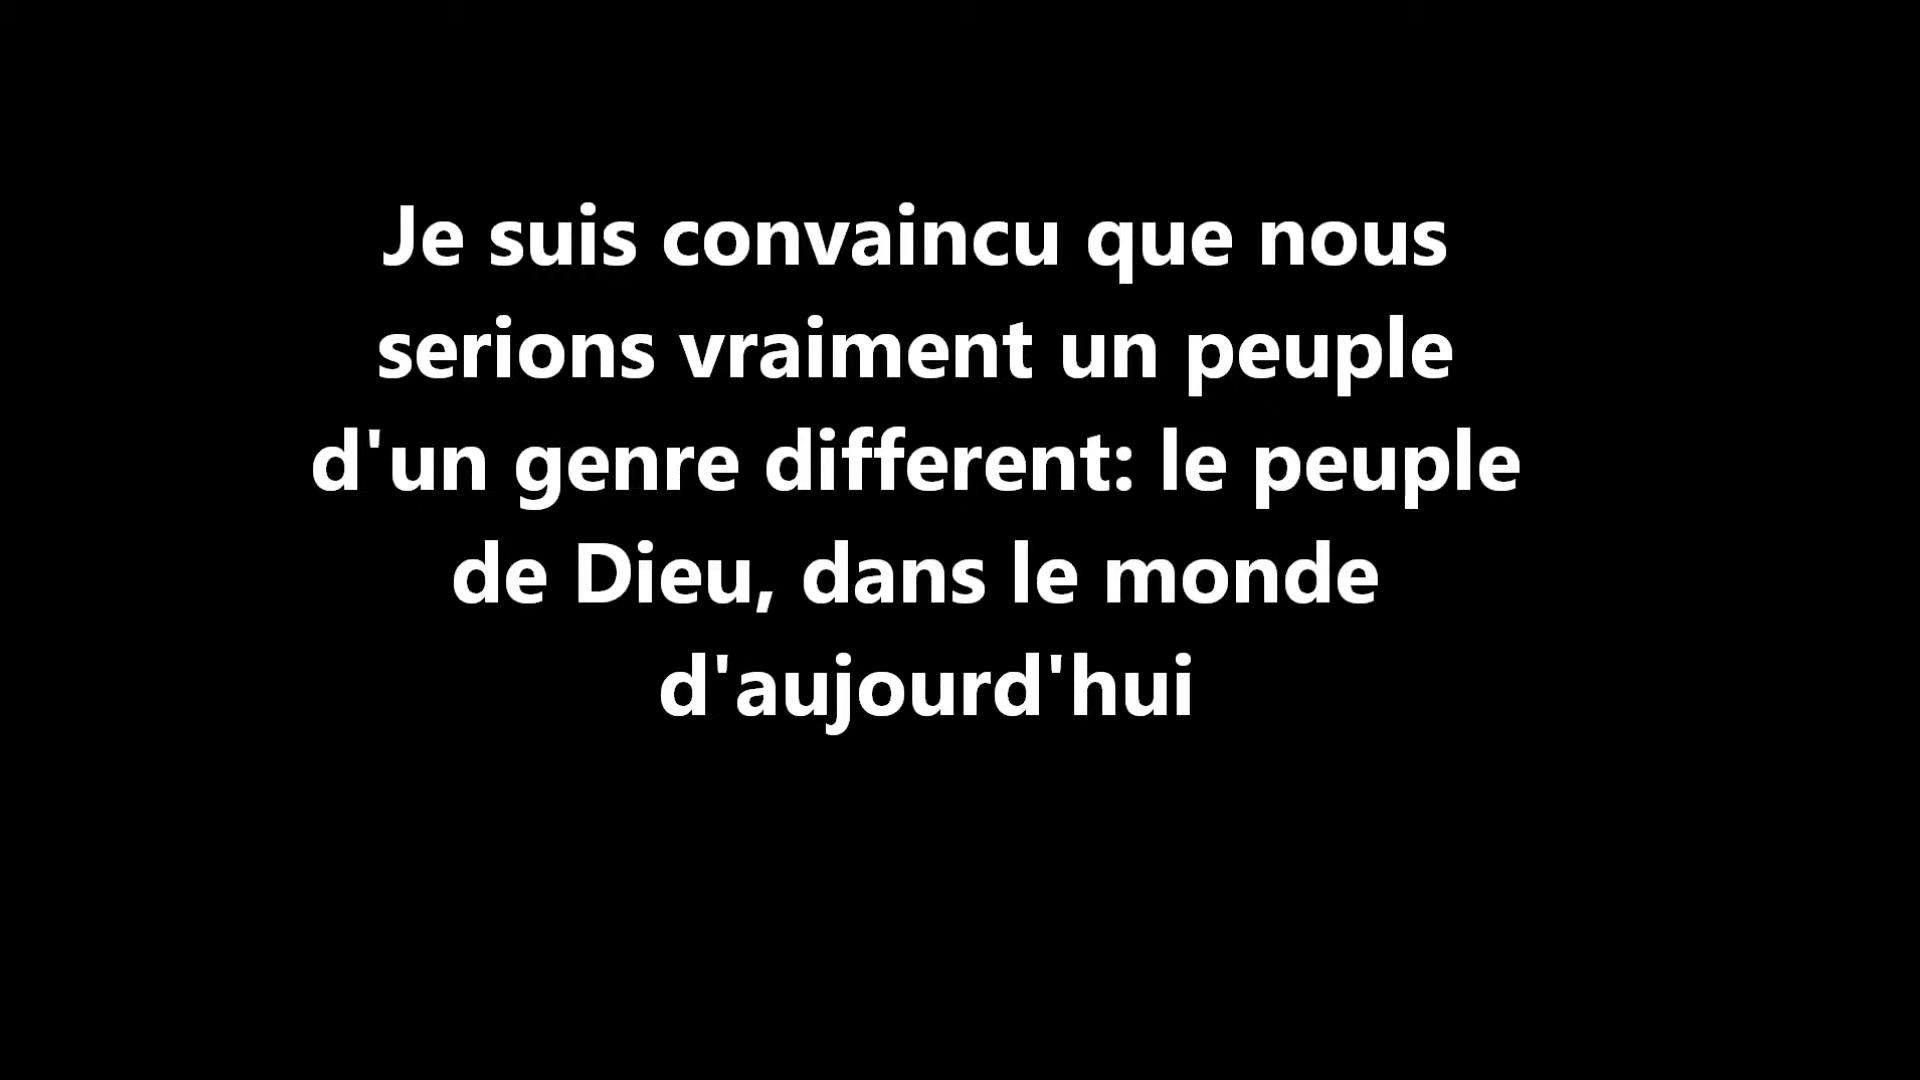 Je suis convaincu que nous
serions vraiment un peuple
d'un genre different: le peuple
de Dieu, dans le monde
d'aujourd'hui